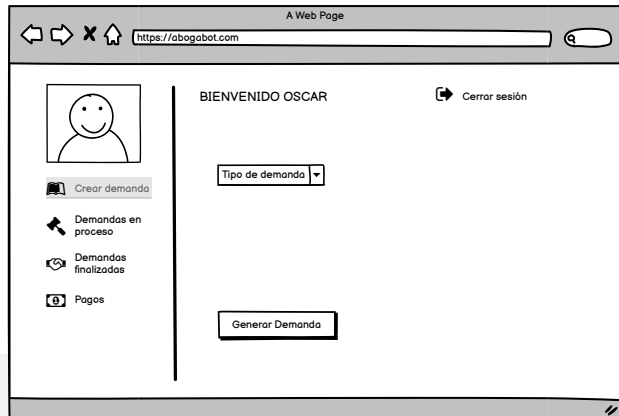 A Web Page
https://abogabot.com
BIENVENIDO OSCAR
Cerrar sesión
Tipo de demanda
Crear demanda
Demandas en
proceso
Demandas
finalizadas
Pagos
Generar Demanda